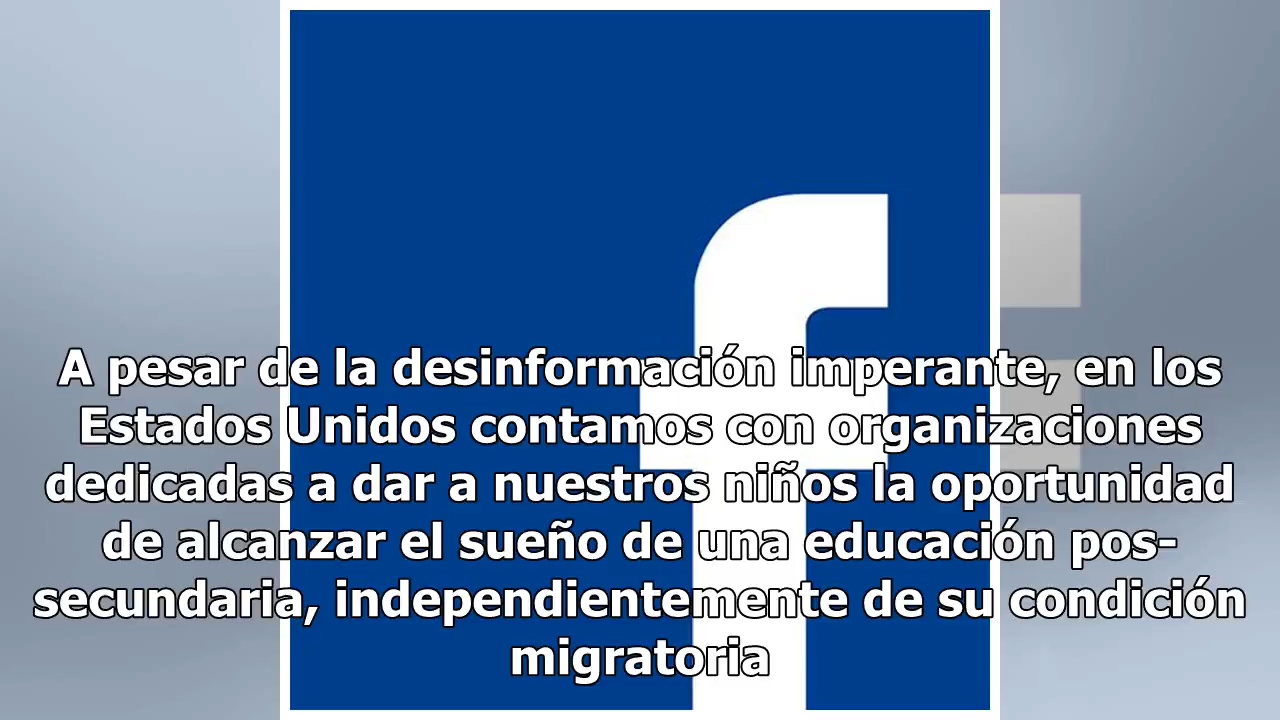 A pesar de la desinformación imperante, en los
Estados Unidos contamos con organizaciones
dedicadas a dar a nuestros niños la oportunidad
de alcanzar el sueño de una educación pos-
secundaria, independientemente de su condición
migratoria